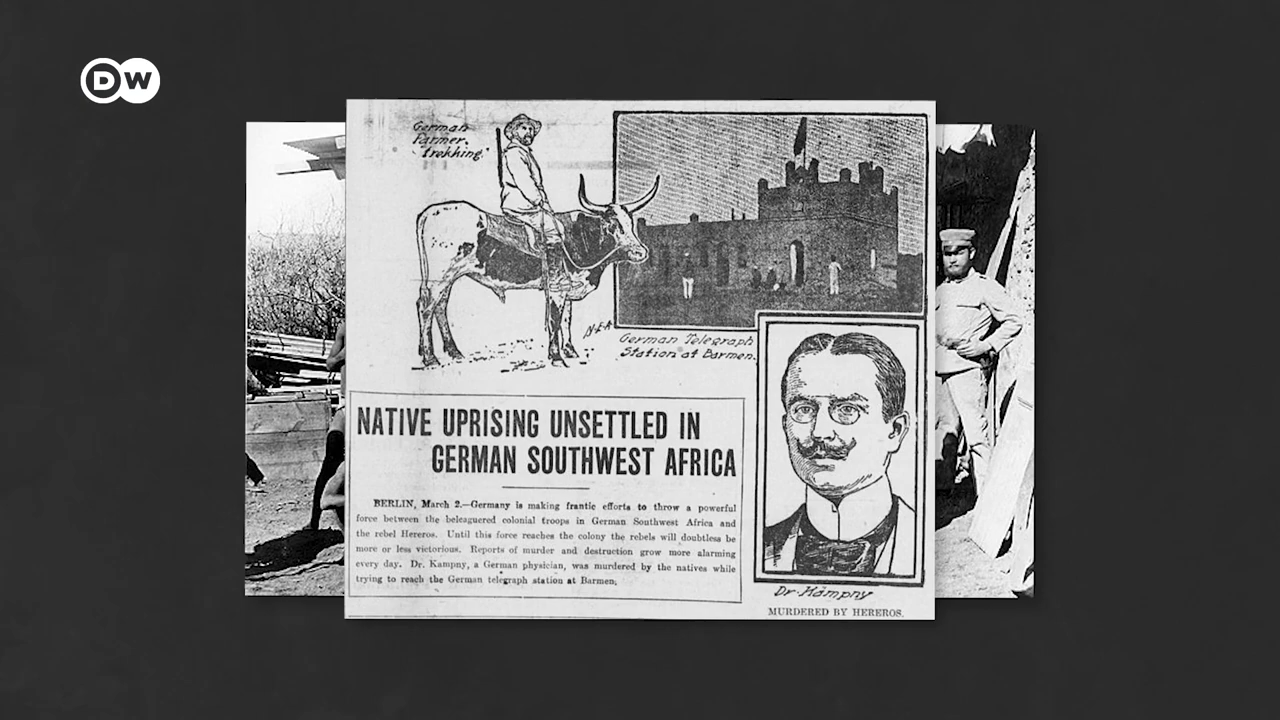 DW
German
Farmer
"Trekking"
N.E.A
German Telegraph
Station at Barmen.
NATIVE UPRISING UNSETTLED IN
GERMAN SOUTHWEST AFRICA
BERLIN, March 2.—Germany is making frantic efforts to throw a powerful
force between the beleaguered colonial troops in German Southwest Africa and
the rebel Hereros. Until this force reaches the colony the rebels will doubtless be
more or less victorious. Reports of murder and destruction grow more alarming
every day. Dr. Kampny, a German physician, was murdered by the natives while
trying to reach the German telegraph station at Barmen.
Dr. Kampny
MURDERED BY HEREROS.